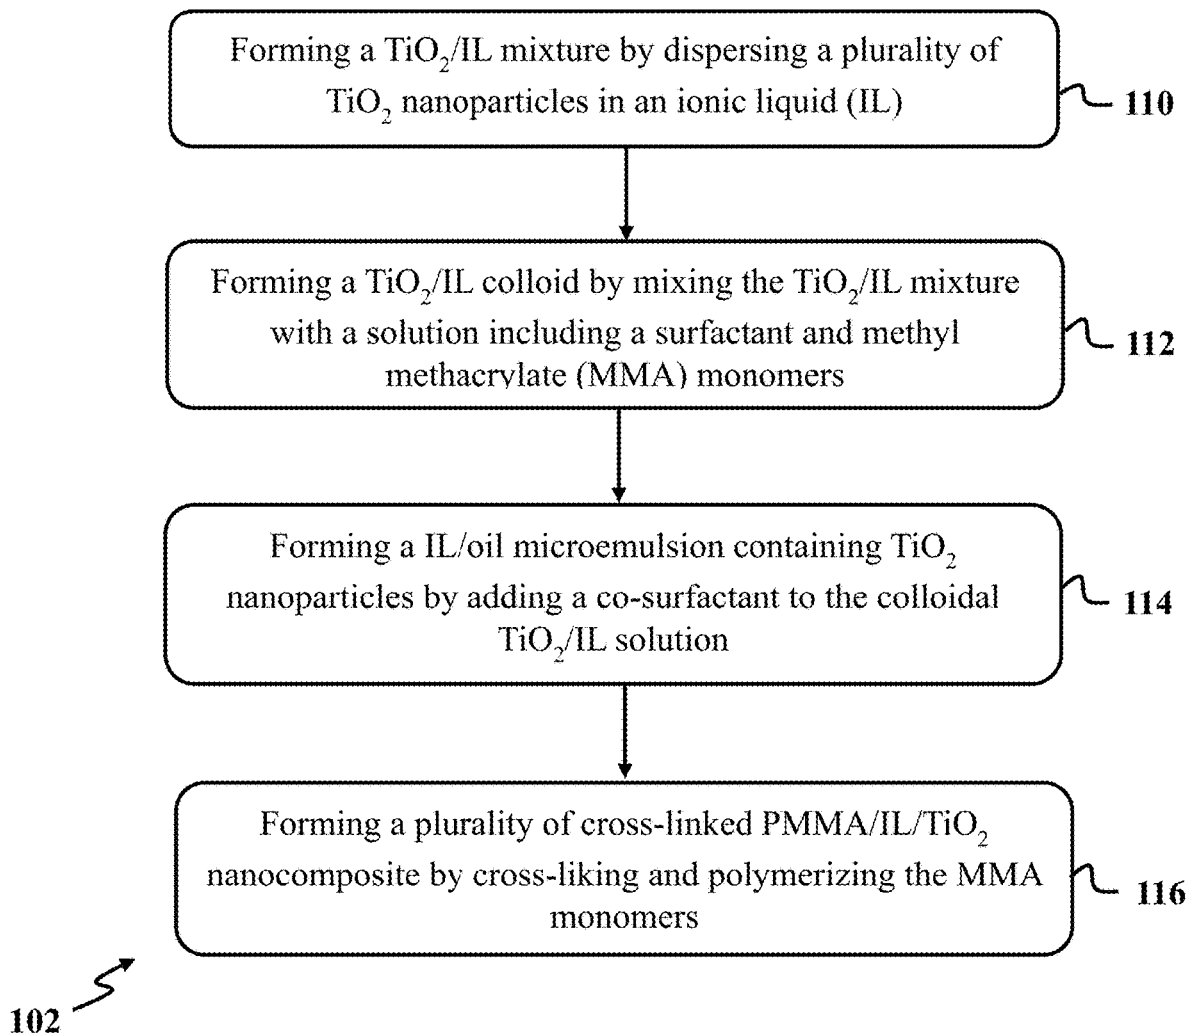 Forming a TiO₂/IL mixture by dispersing a plurality of
TiO₂ nanoparticles in an ionic liquid (IL)
110
Forming a TiO₂/IL colloid by mixing the TiO₂/IL mixture
with a solution including a surfactant and methyl
methacrylate (MMA) monomers
112
Forming a IL/oil microemulsion containing TiO₂
nanoparticles by adding a co-surfactant to the colloidal
TiO₂/IL solution
114
Forming a plurality of cross-linked PMMA/IL/TiO₂
nanocomposite by cross-liking and polymerizing the MMA
monomers
116
102